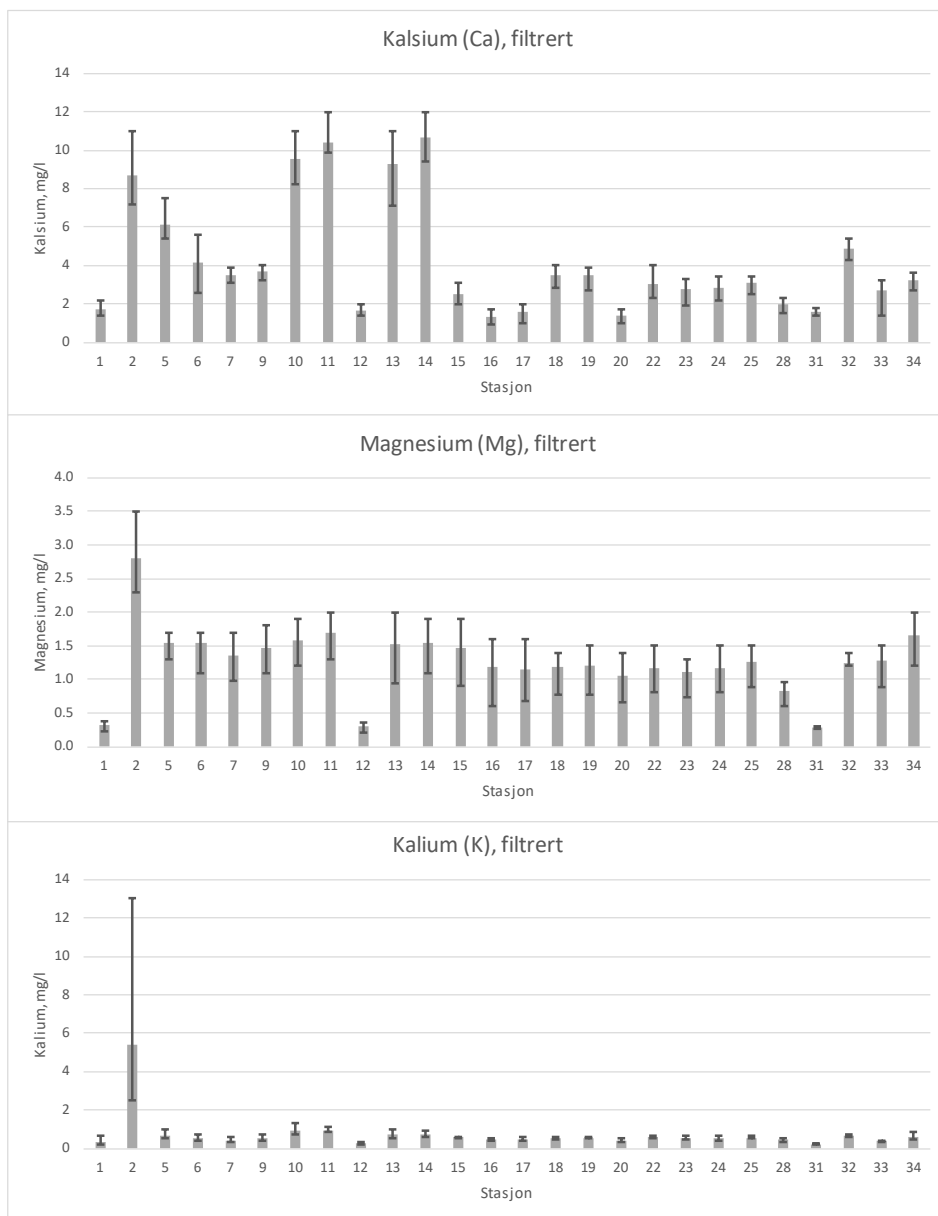 Kalsium (Ca), filtrert
14
12
10
8
6
4
2
0
Kalsium, mg/l
1 2 5 6 7 9 10 11 12 13 14 15 16 17 18 19 20 22 23 24 25 28 31 32 33 34
Stasjon
Magnesium (Mg), filtrert
4.0
3.5
3.0
2.5
2.0
1.5
1.0
0.5
0.0
Magnesium, mg/l
1 2 5 6 7 9 10 11 12 13 14 15 16 17 18 19 20 22 23 24 25 28 31 32 33 34
Stasjon
Kalium (K), filtrert
14
12
10
8
6
4
2
0
Kalium, mg/l
1 2 5 6 7 9 10 11 12 13 14 15 16 17 18 19 20 22 23 24 25 28 31 32 33 34
Stasjon